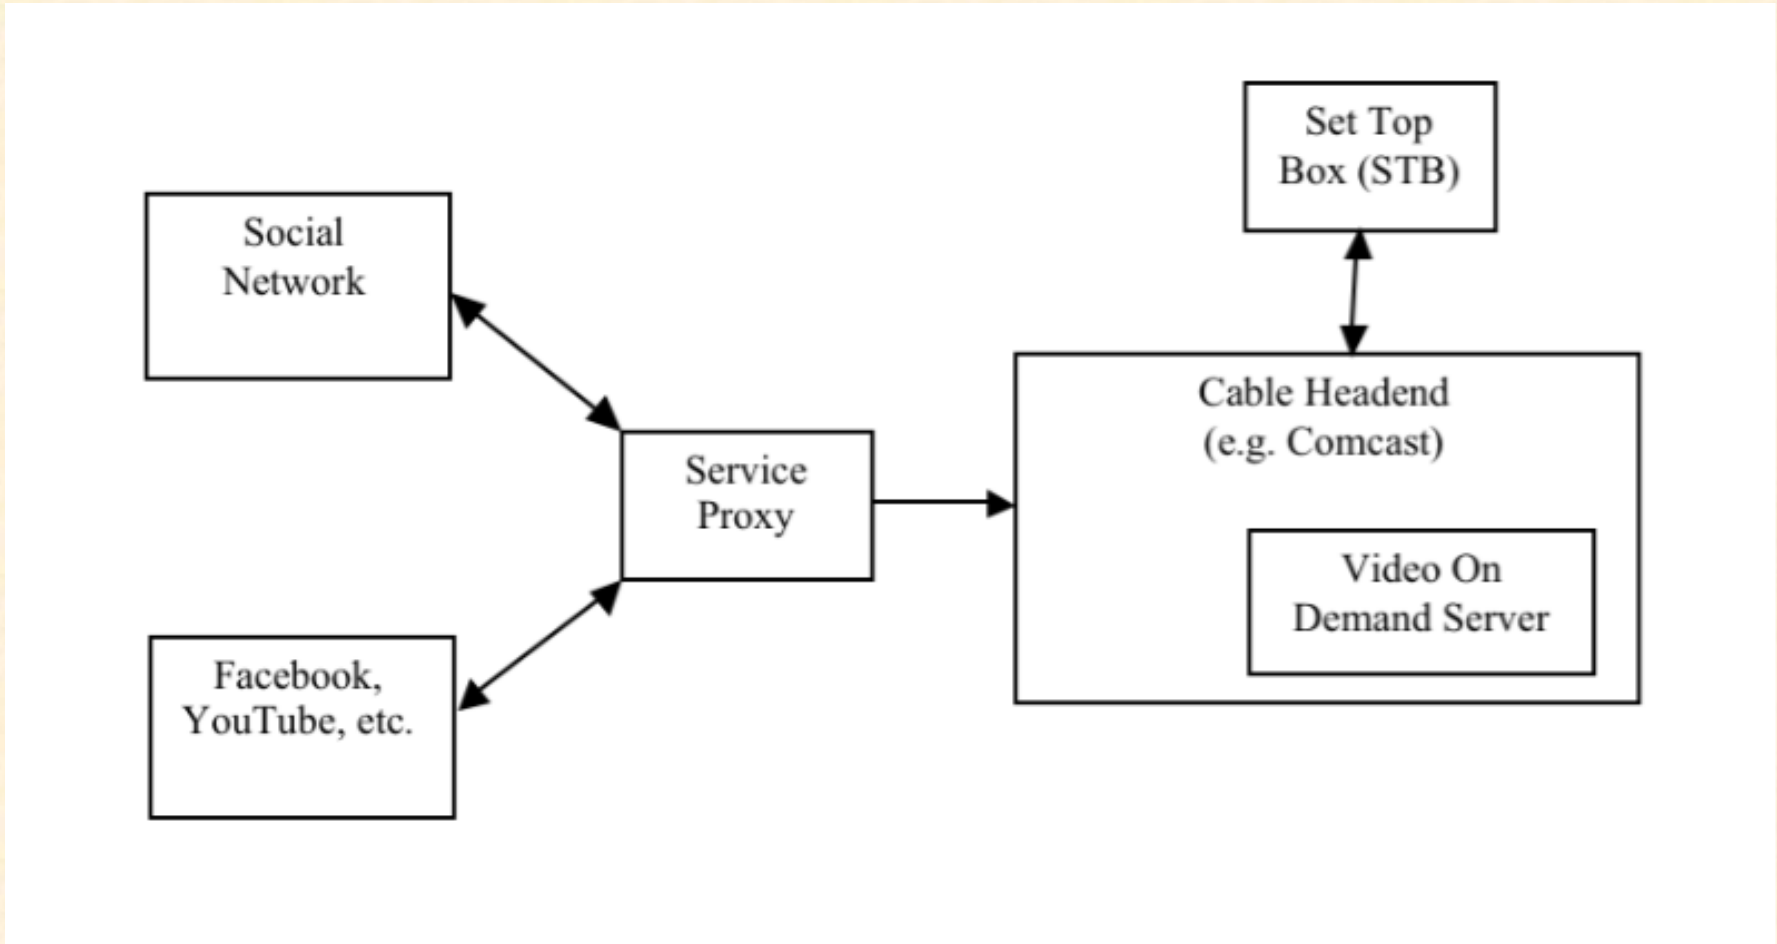 Social
Network
Facebook,
YouTube, etc.
Service
Proxy
Set Top
Box (STB)
Cable Headend
(e.g. Comcast)
Video On
Demand Server